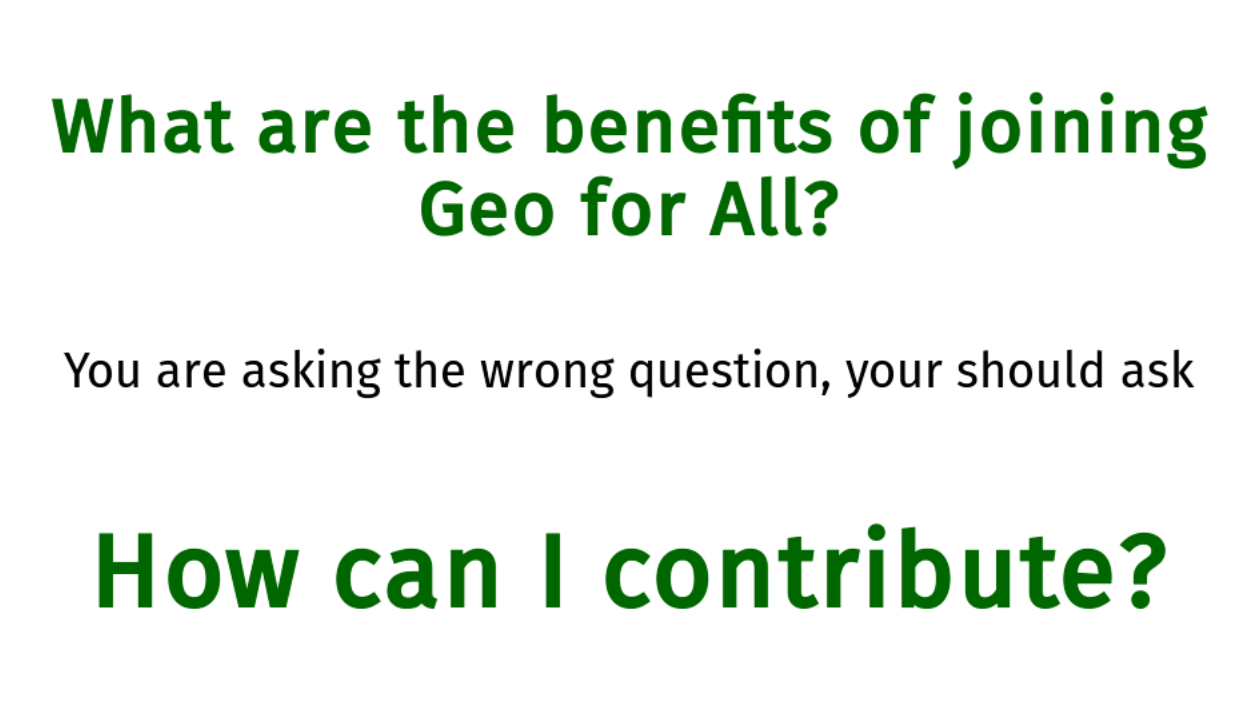 What are the benefits of joining
Geo for All?
You are asking the wrong question, your should ask
How can I contribute?